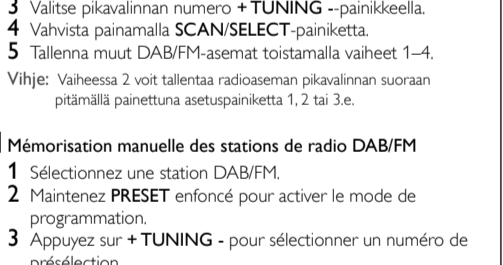 3 Valitse pikavalinnan numero + TUNING --painikkeella.
4 Vahvista painamalla SCAN/SELECT-painiketta.
5 Tallenna muut DAB/FM-asemat toistamalla vaiheet 1–4.
Vihje: Vaiheessa 2 voit tallentaa radioaseman pikavalinnan suoraan
pitämällä painettuna asetuspainiketta 1, 2 tai 3.e.
Mémorisation manuelle des stations de radio DAB/FM
1 Sélectionnez une station DAB/FM.
2 Maintenez PRESET enfoncé pour activer le mode de
programmation.
3 Appuyez sur + TUNING - pour sélectionner un numéro de
présélection